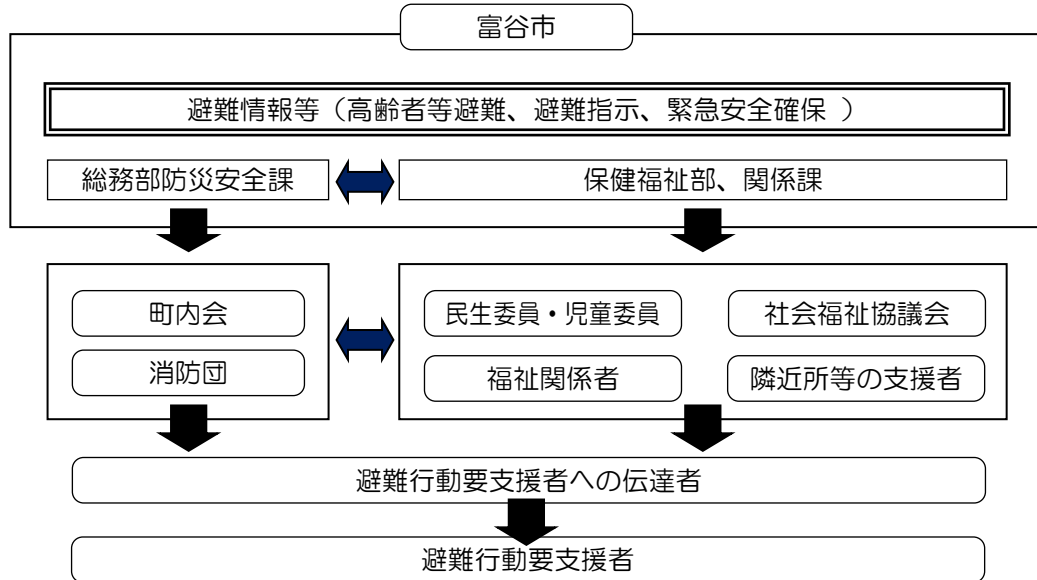 富谷市
避難情報等（高齢者等避難、避難指示、緊急安全確保 ）
総務部防災安全課
保健福祉部、関係課
町内会
消防団
民生委員・児童委員
社会福祉協議会
福祉関係者
隣近所等の支援者
避難行動要支援者への伝達者
避難行動要支援者